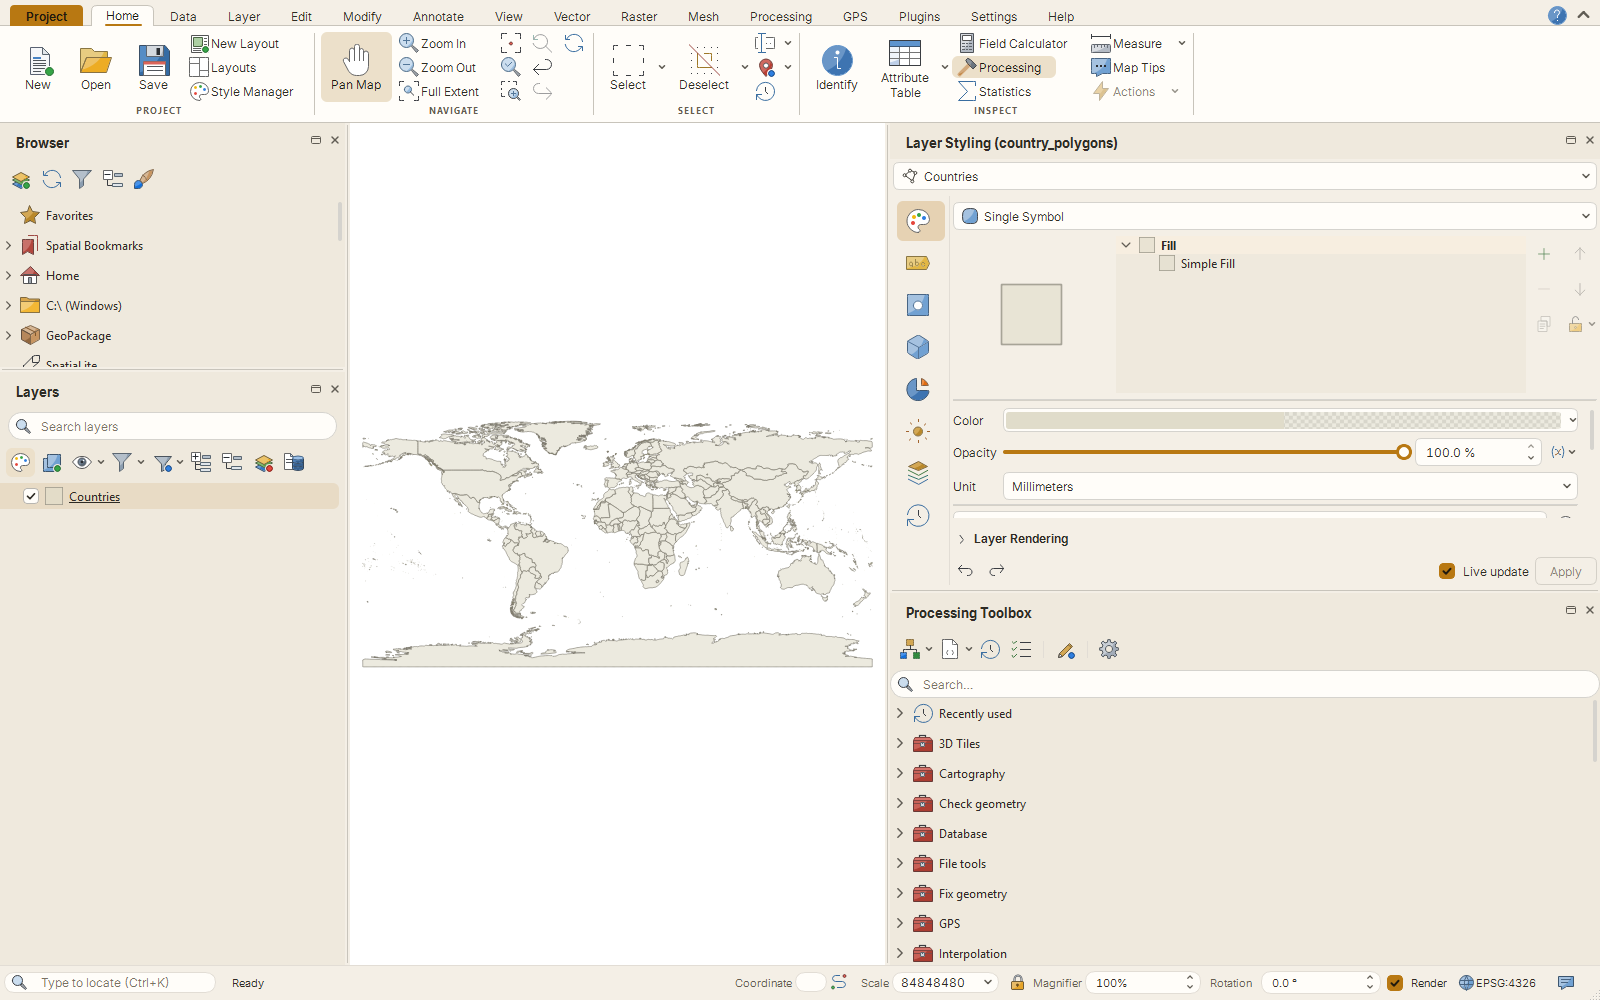 Project Home Data Layer Edit Modify Annotate View Vector Raster Mesh Processing GPS Plugins Settings Help
New Open Save
New Layout
Layouts
Style Manager
PROJECT
Pan Map
Zoom In
Zoom Out
Full Extent
NAVIGATE
Select Deselect
SELECT
Identify
Attribute Table
Field Calculator
Processing
Statistics
Measure
Map Tips
Actions
INSPECT
Browser
Favorites
Spatial Bookmarks
Home
C:\ (Windows)
GeoPackage
SpatiaLite
Layers
Search layers
Countries
Layer Styling (country_polygons)
Countries
abc
Single Symbol
Fill
Simple Fill
Color
Opacity 100.0 %
Unit Millimeters
Layer Rendering
Live update Apply
Processing Toolbox
Search...
Recently used
3D Tiles
Cartography
Check geometry
Database
File tools
Fix geometry
GPS
Interpolation
Type to locate (Ctrl+K) Ready Coordinate Scale 84848480 Magnifier 100% Rotation 0.0 ° Render EPSG:4326